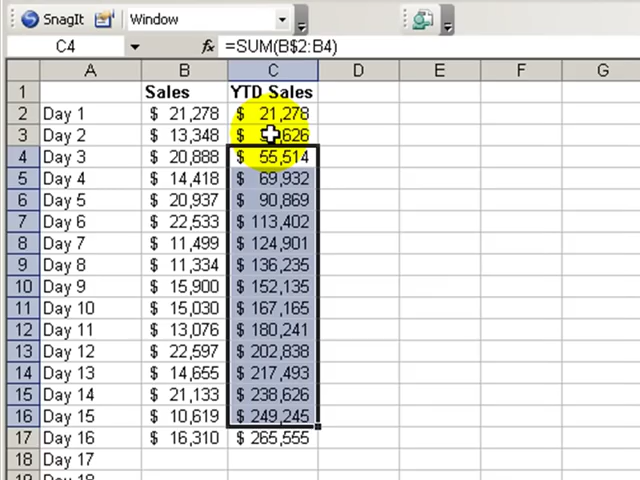 SnagIt Window
C4 fx =SUM(B$2:B4)
A B C D E F G
1 Sales YTD Sales
2 Day 1 $ 21,278 $ 21,278
3 Day 2 $ 13,348 ,626
4 Day 3 $ 20,888 $ 55,514
5 Day 4 $ 14,418 $ 69,932
6 Day 5 $ 20,937 $ 90,869
7 Day 6 $ 22,533 $ 113,402
8 Day 7 $ 11,499 $ 124,901
9 Day 8 $ 11,334 $ 136,235
10 Day 9 $ 15,900 $ 152,135
11 Day 10 $ 15,030 $ 167,165
12 Day 11 $ 13,076 $ 180,241
13 Day 12 $ 22,597 $ 202,838
14 Day 13 $ 14,655 $ 217,493
15 Day 14 $ 21,133 $ 238,626
16 Day 15 $ 10,619 $ 249,245
17 Day 16 $ 16,310 $ 265,555
18 Day 17